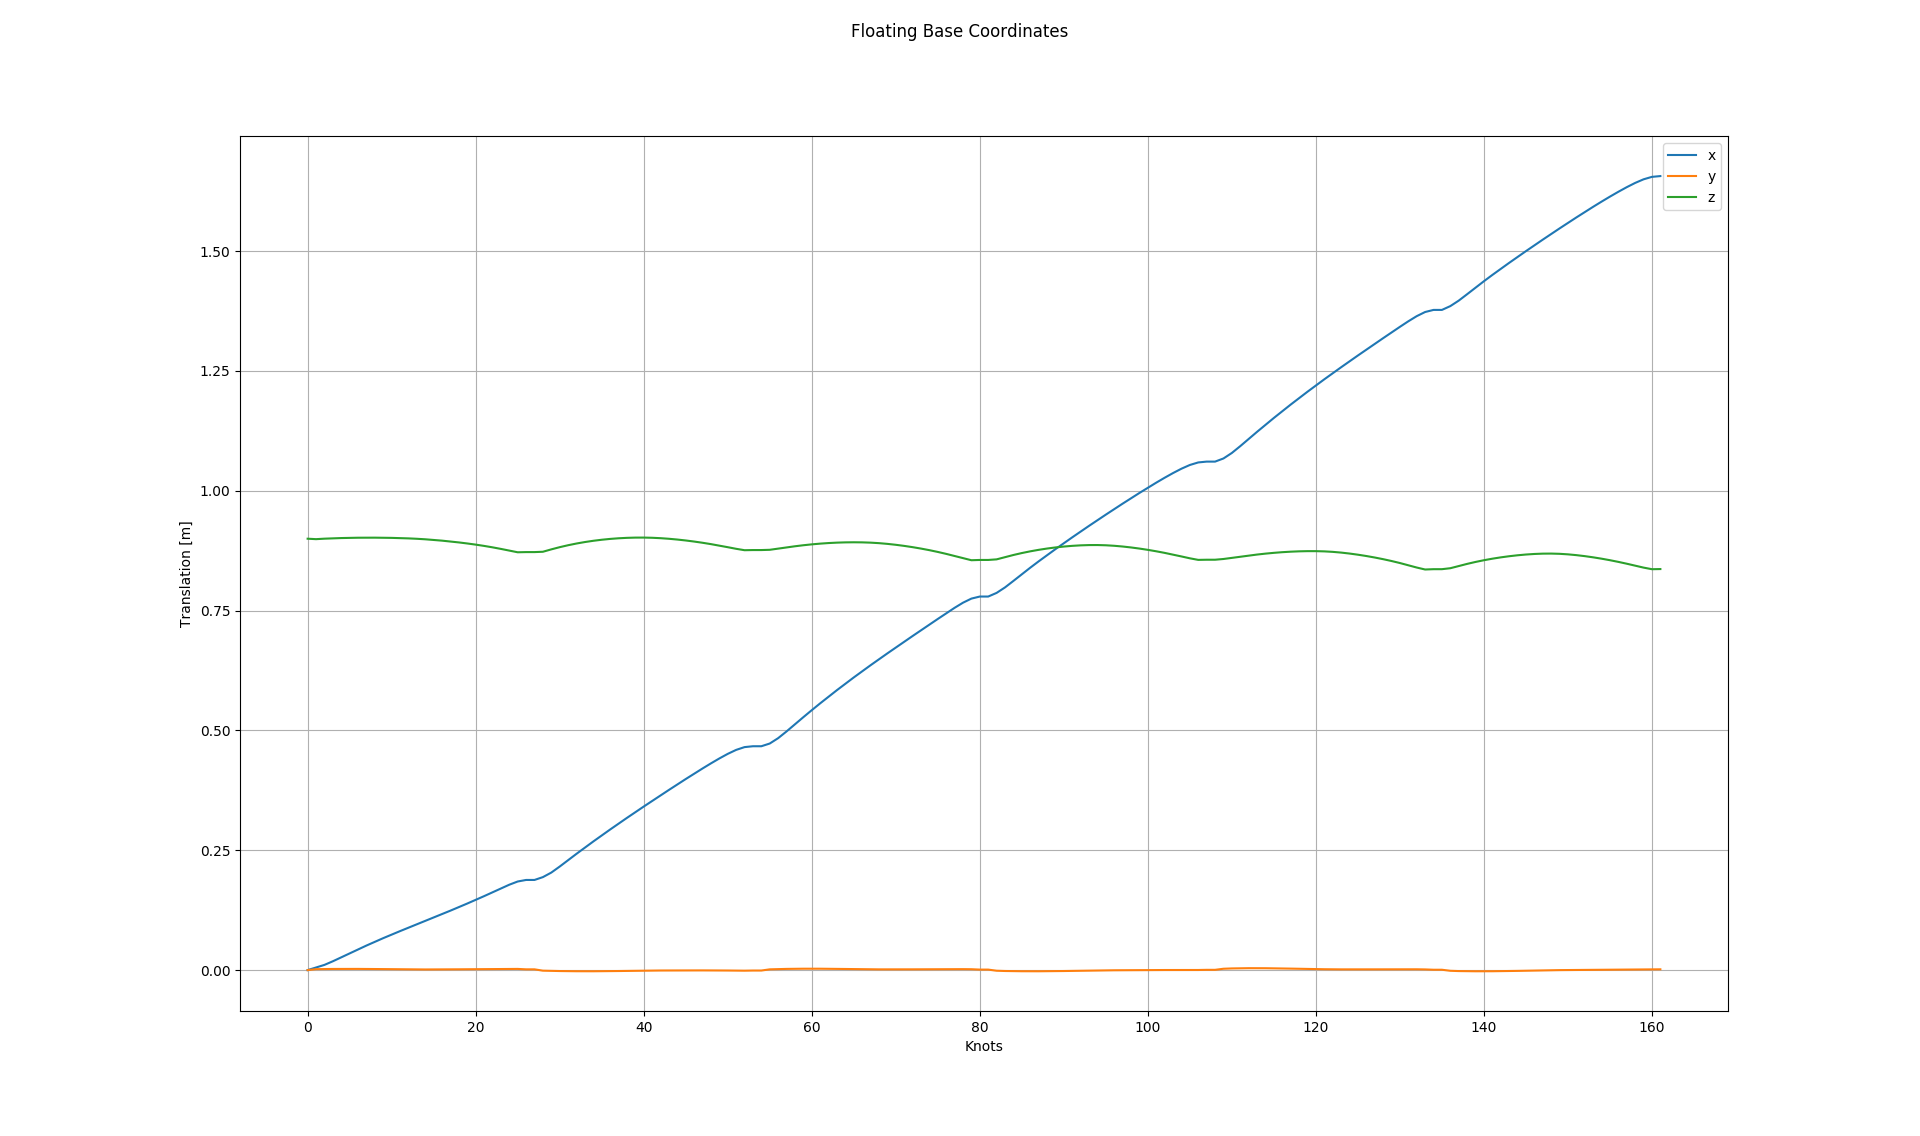 Floating Base Coordinates
x
y
z
1.50
1.25
1.00
0.75
0.50
0.25
0.00
Translation [m]
0 20 40 60 80 100 120 140 160
Knots